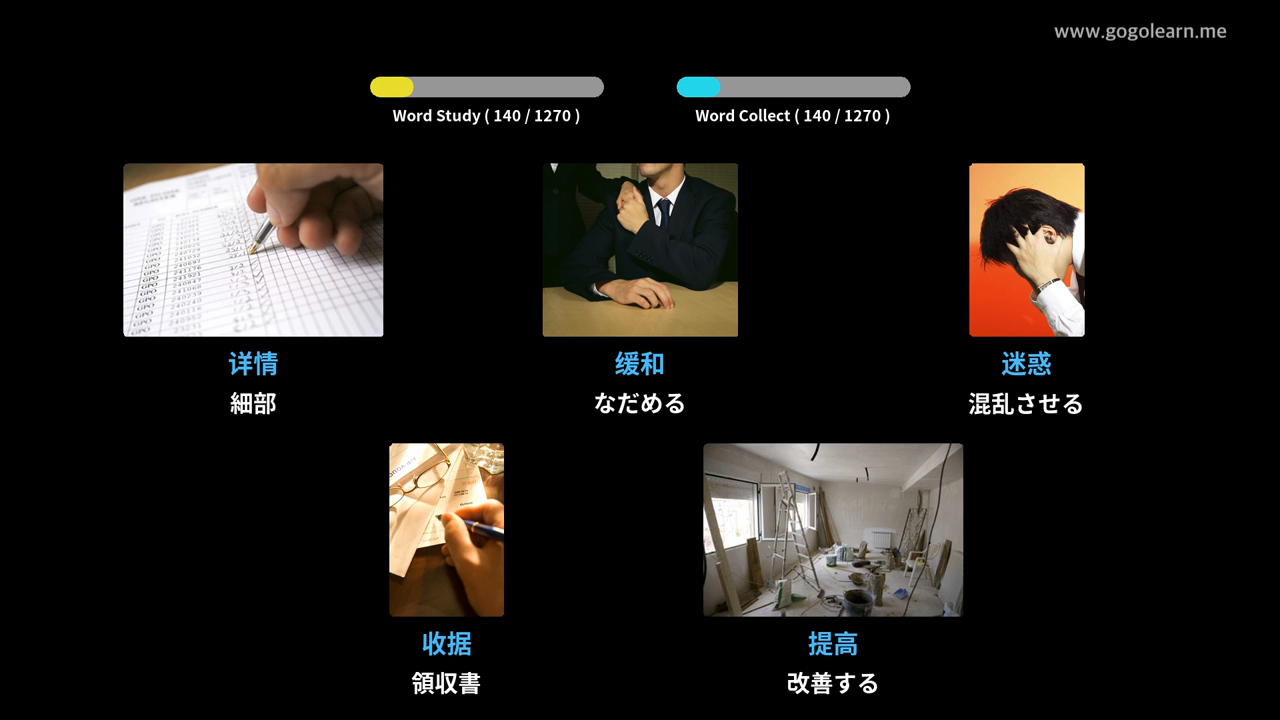 www.gogolearn.me
Word Study ( 140 / 1270 )
Word Collect ( 140 / 1270 )
详情
細部
缓和
なだめる
迷惑
混乱させる
收据
領収書
提高
改善する